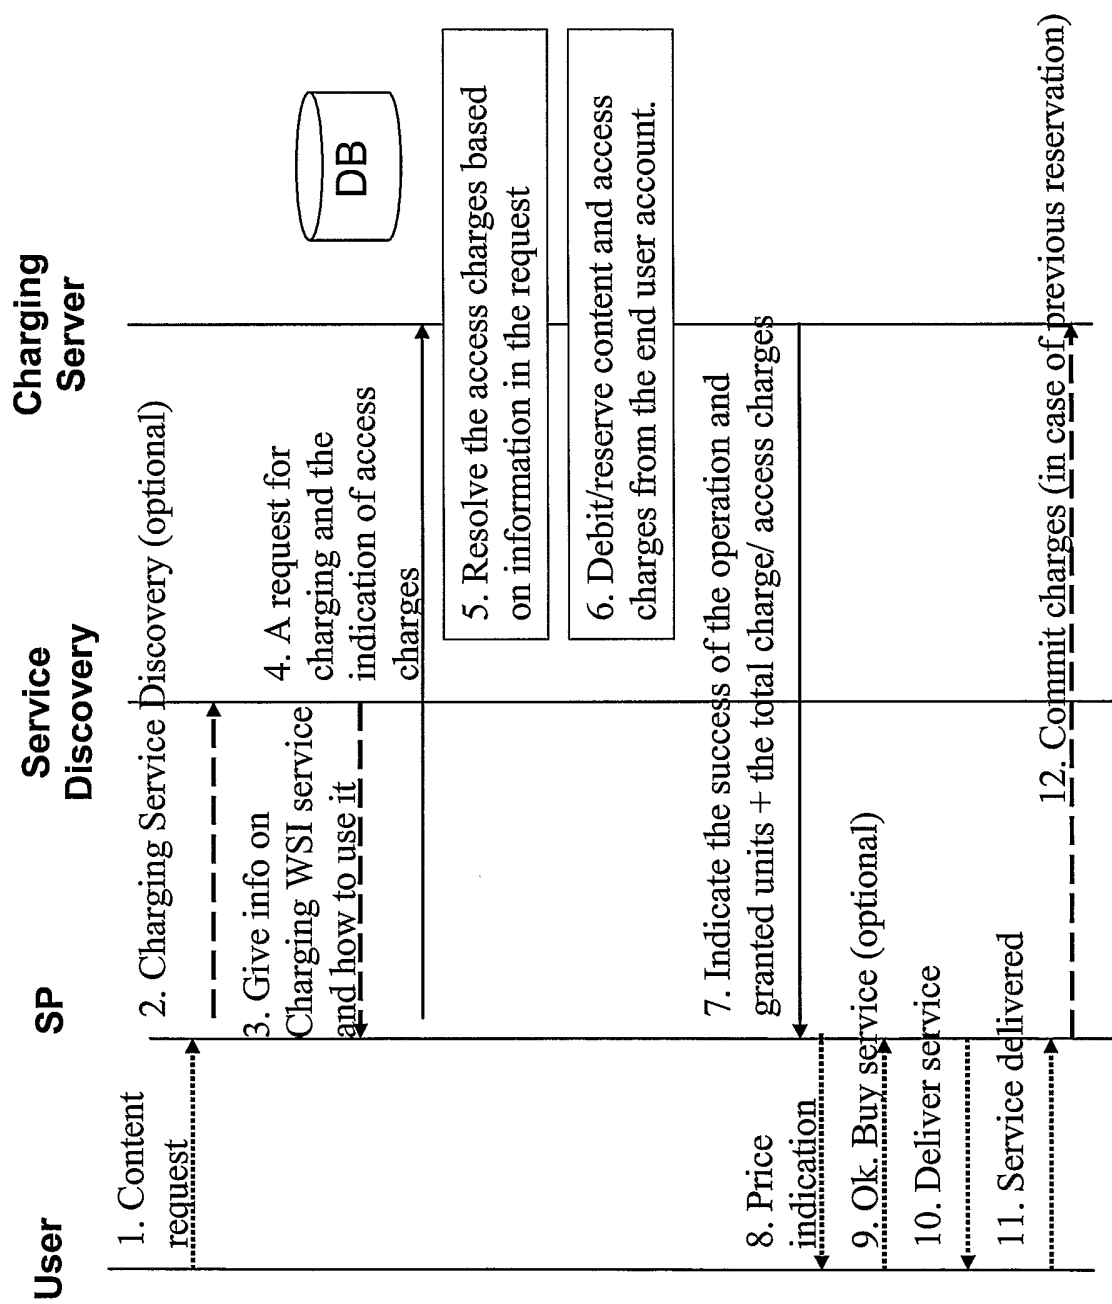 User
SP
Service
Discovery
Charging
Server
1. Content
request
2. Charging Service Discovery (optional)
3. Give info on
Charging WSI service
and how to use it
4. A request for
charging and the
indication of access
charges
DB
5. Resolve the access charges based
on information in the request
6. Debit/reserve content and access
charges from the end user account.
7. Indicate the success of the operation and
granted units + the total charge/ access charges
8. Price
indication
9. Ok. Buy service (optional)
10. Deliver service
11. Service delivered
12. Commit charges (in case of previous reservation)